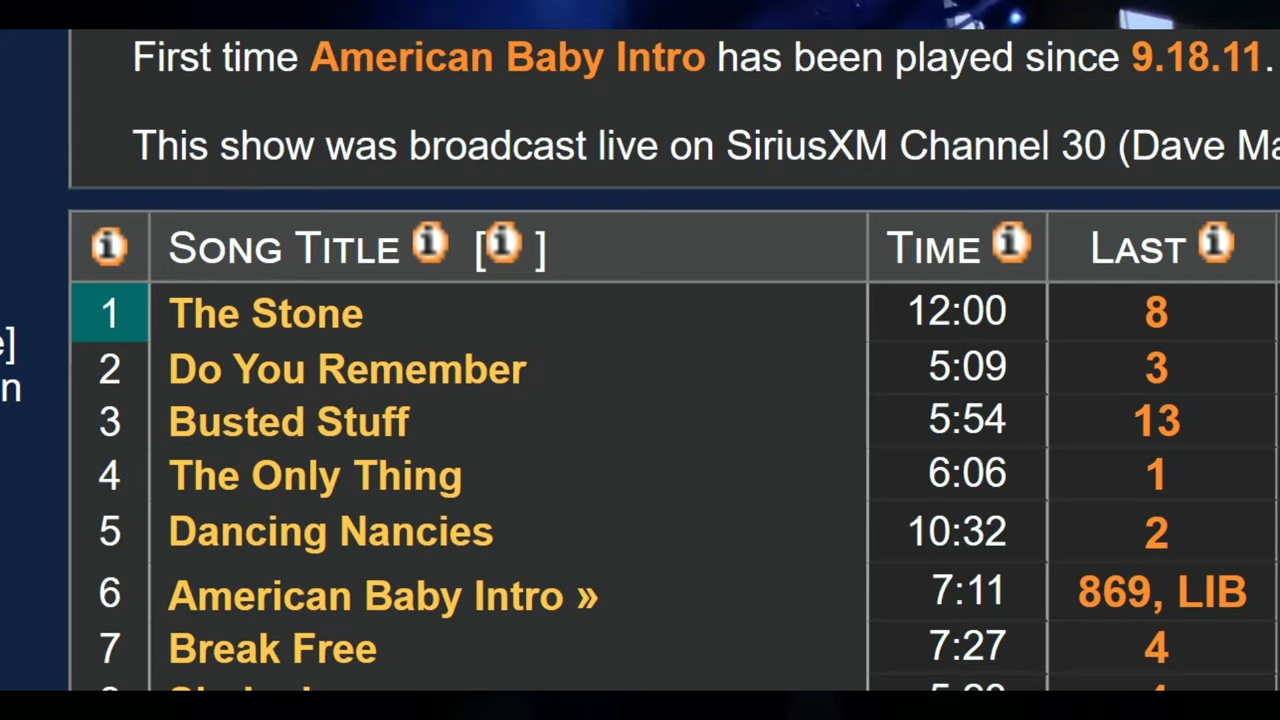 First time American Baby Intro has been played since 9.18.11.
This show was broadcast live on SiriusXM Channel 30 (Dave Ma
e]
n
SONG TITLE [ ] TIME LAST
1 The Stone 12:00 8
2 Do You Remember 5:09 3
3 Busted Stuff 5:54 13
4 The Only Thing 6:06 1
5 Dancing Nancies 10:32 2
6 American Baby Intro » 7:11 869, LIB
7 Break Free 7:27 4